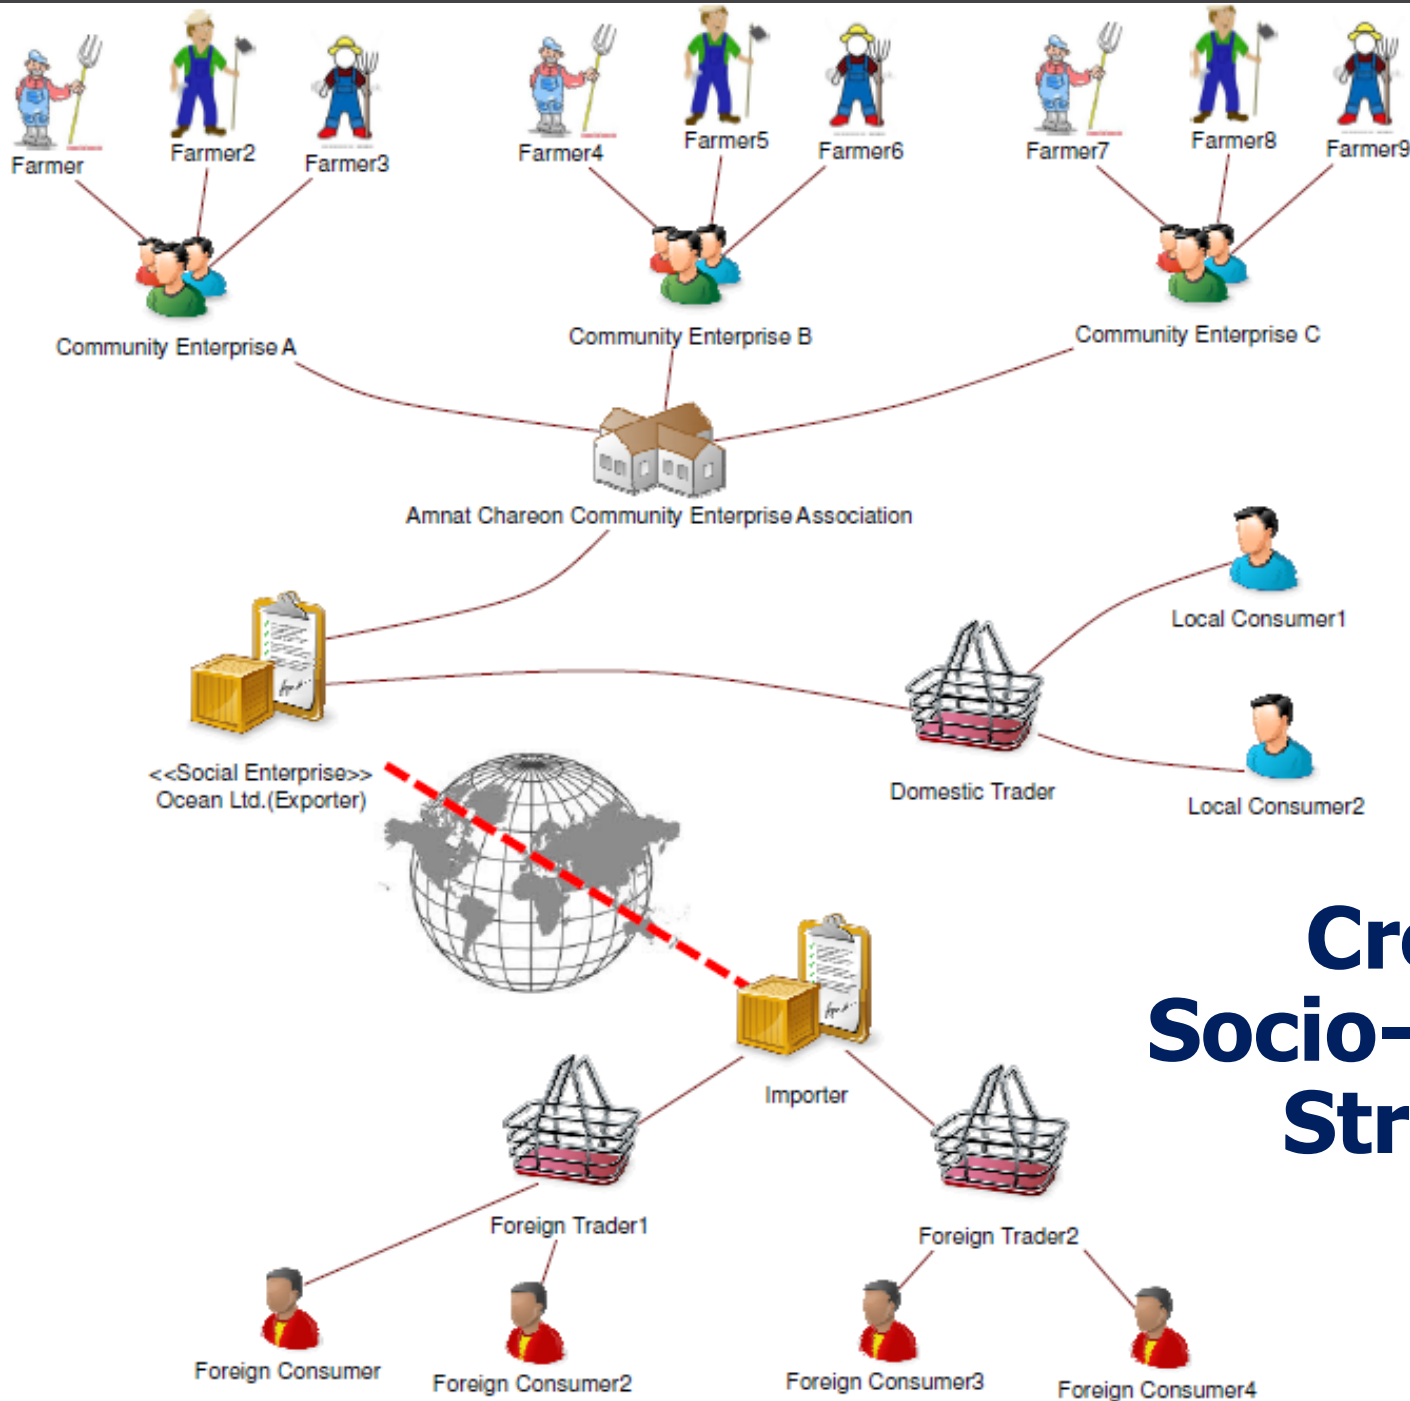 Farmer
Farmer2
Farmer3
Farmer4
Farmer5
Farmer6
Farmer7
Farmer8
Farmer9
Community Enterprise A
Community Enterprise B
Community Enterprise C
Amnat Chareon Community Enterprise Association
Local Consumer1
<<Social Enterprise>>
Ocean Ltd.(Exporter)
Domestic Trader
Local Consumer2
Socio-
Importer
Foreign Trader1
Foreign Trader2
Foreign Consumer
Foreign Consumer2
Foreign Consumer3
Foreign Consumer4